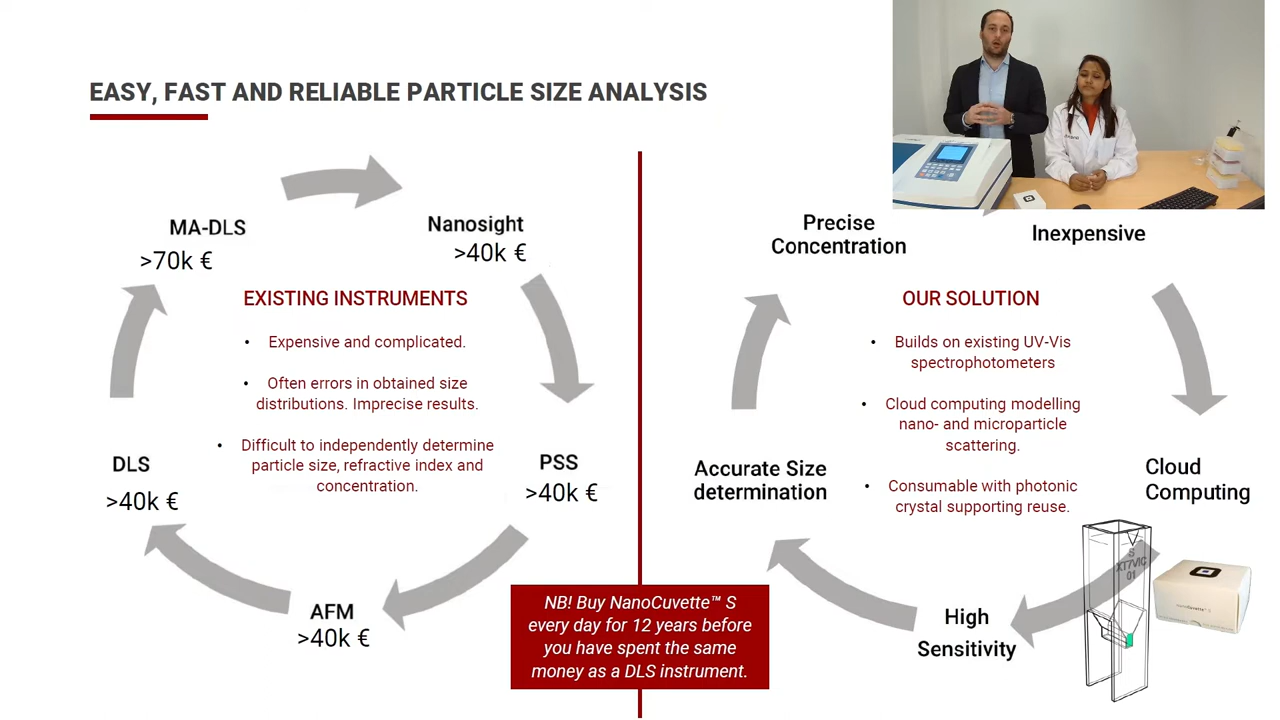 EASY, FAST AND RELIABLE PARTICLE SIZE ANALYSIS
MA-DLS
>70k €
Nanosight
>40k €
EXISTING INSTRUMENTS
• Expensive and complicated.
• Often errors in obtained size
distributions. Imprecise results.
• Difficult to independently determine
particle size, refractive index and
concentration.
DLS
>40k €
PSS
>40k €
AFM
>40k €
NB! Buy NanoCuvette™ S
every day for 12 years before
you have spent the same
money as a DLS instrument.
Precise
Concentration
Inexpensive
OUR SOLUTION
• Builds on existing UV-Vis
spectrophotometers
• Cloud computing modelling
nano- and microparticle
scattering.
• Consumable with photonic
crystal supporting reuse.
Accurate Size
determination
Cloud
Computing
High
Sensitivity
S
XT7VIC
01
nanoCuvette™ S